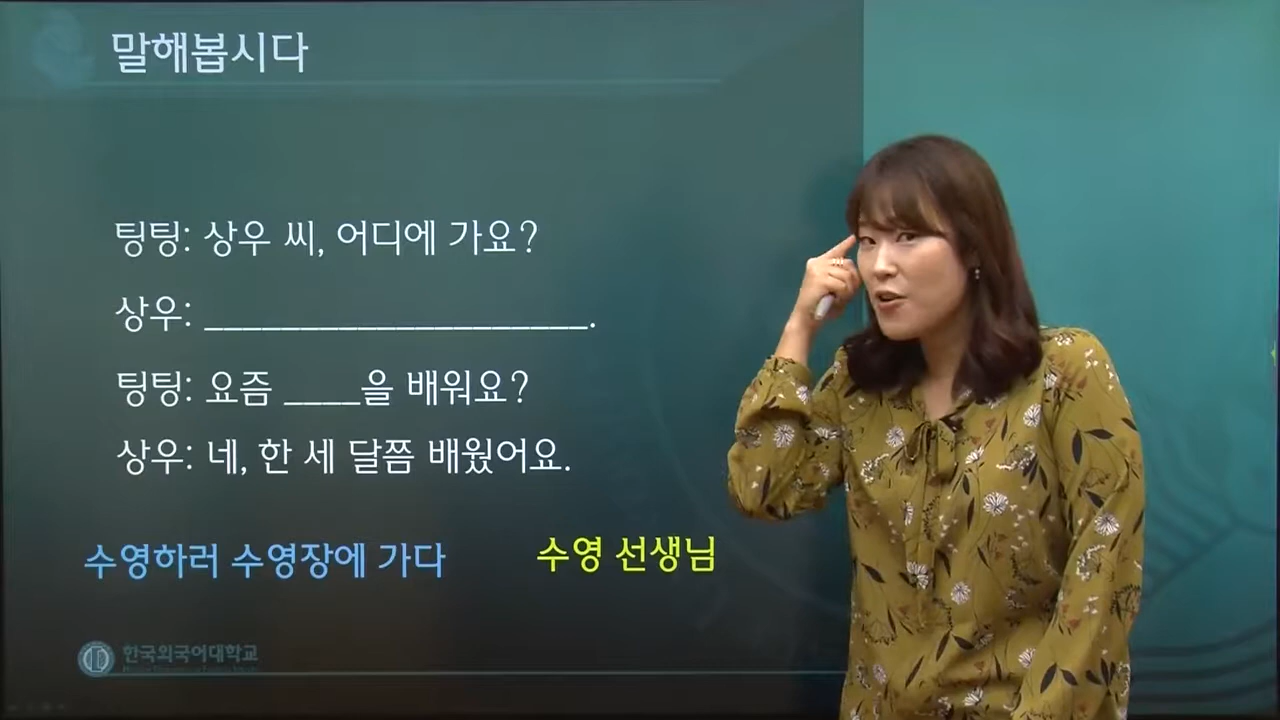 말해봅시다
팅팅: 상우 씨, 어디에 가요?
상우: ____________________.
팅팅: 요즘 ____을 배워요?
상우: 네, 한 세 달쯤 배웠어요.
수영하러 수영장에 가다
수영 선생님
한국외국어대학교